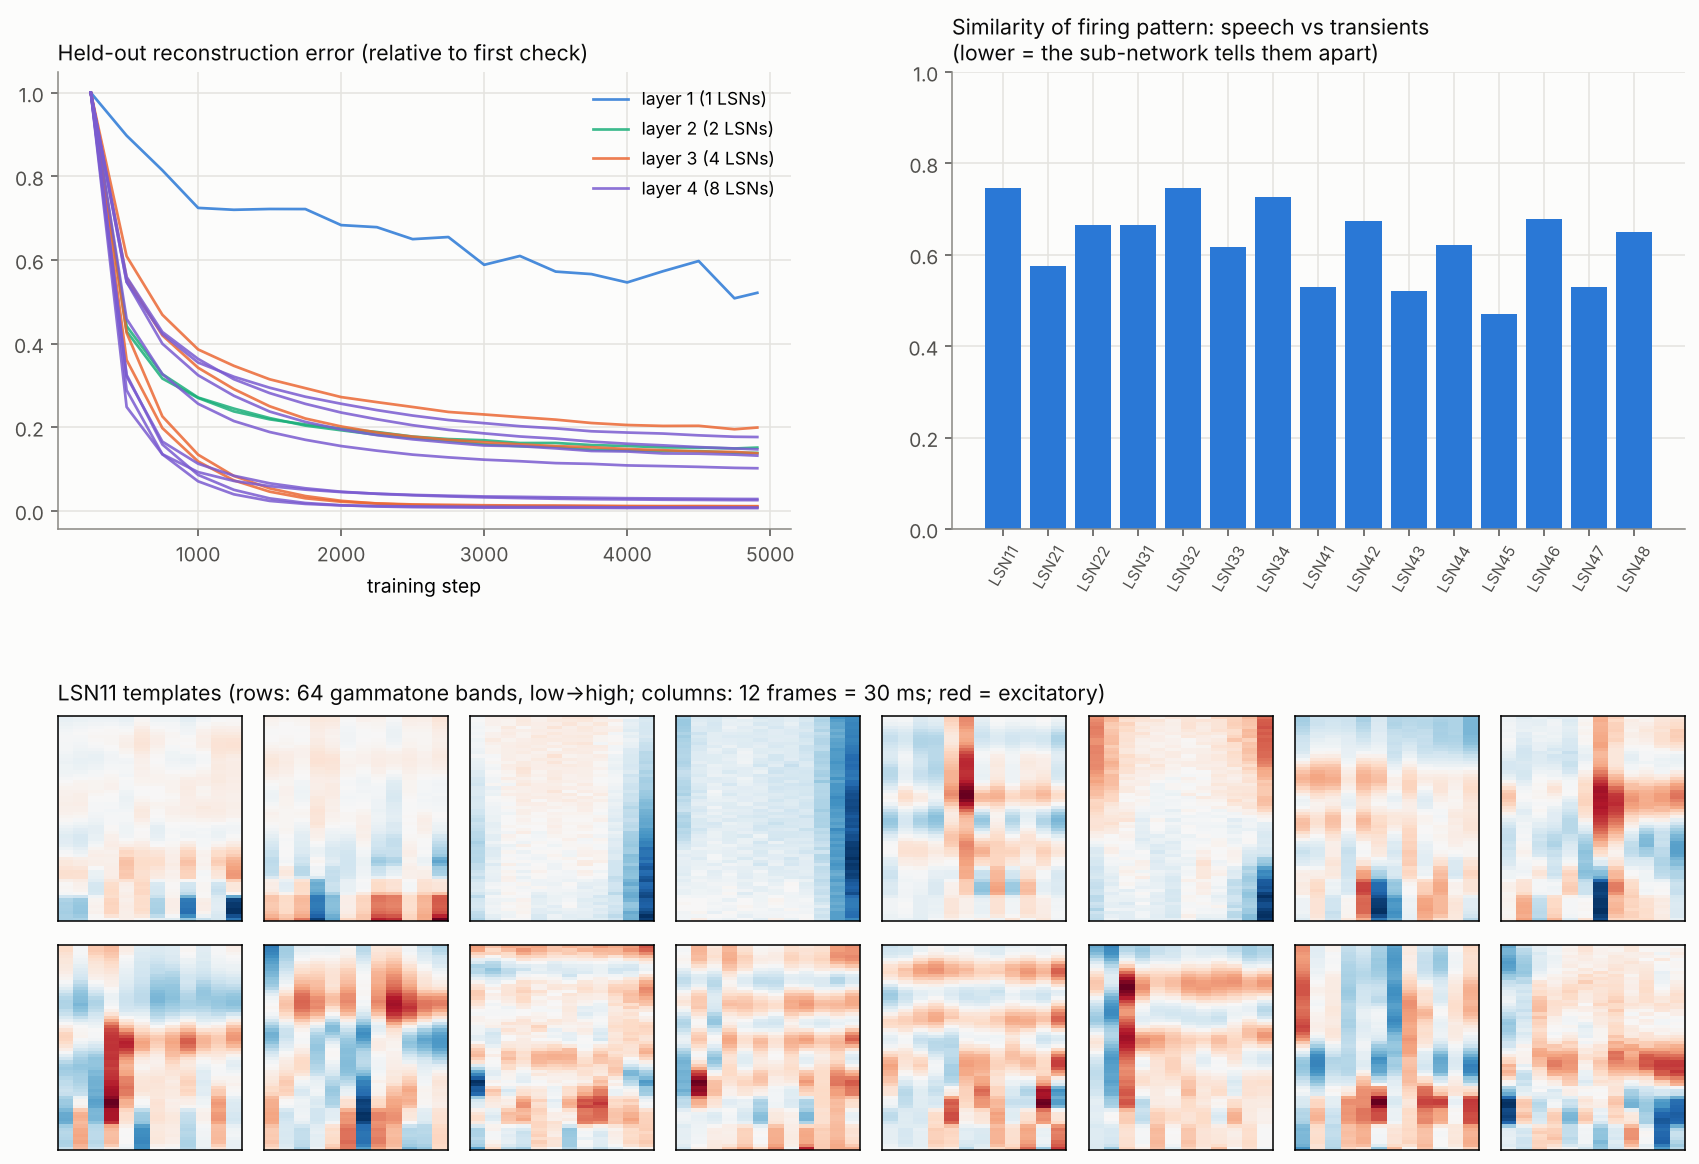 Held-out reconstruction error (relative to first check)
1.0
0.8
0.6
0.4
0.2
0.0
layer 1 (1 LSNs)
layer 2 (2 LSNs)
layer 3 (4 LSNs)
layer 4 (8 LSNs)
1000 2000 3000 4000 5000
training step
Similarity of firing pattern: speech vs transients
(lower = the sub-network tells them apart)
1.0
0.8
0.6
0.4
0.2
0.0
LSN11 LSN21 LSN22 LSN31 LSN32 LSN33 LSN34 LSN41 LSN42 LSN43 LSN44 LSN45 LSN46 LSN47 LSN48
LSN11 templates (rows: 64 gammatone bands, low→high; columns: 12 frames = 30 ms; red = excitatory)